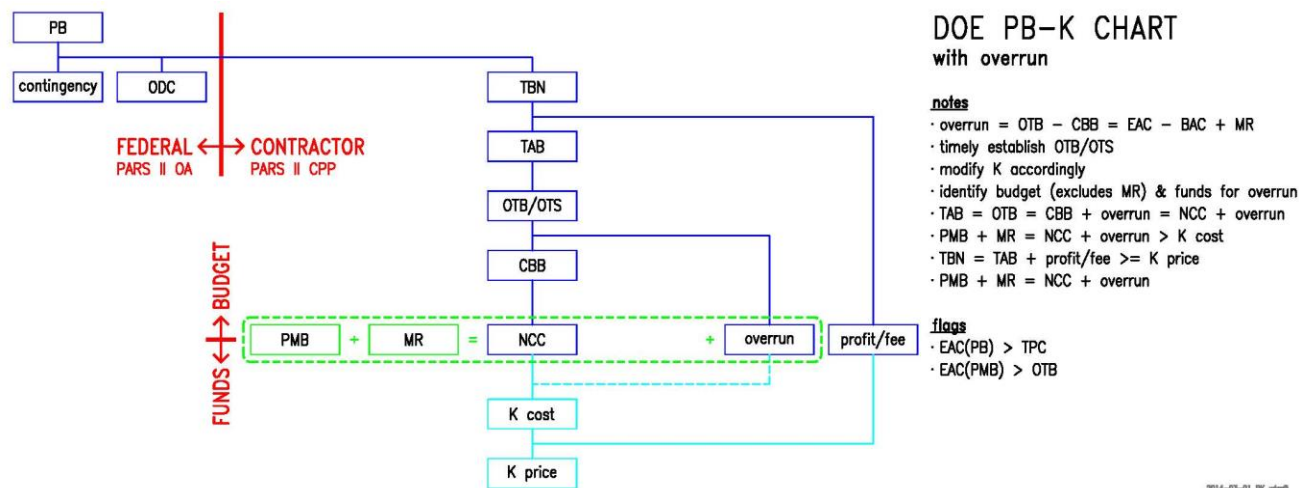 PB
contingency
ODC
TBN
FEDERAL
CONTRACTOR
PARS II OA
PARS II CPP
TAB
OTB/OTS
CBB
BUDGET
FUNDS
PMB + MR = NCC + overrun
profit/fee
K cost
K price
DOE PB-K CHART
with overrun
notes
· overrun = OTB - CBB = EAC - BAC + MR
· timely establish OTB/OTS
· modify K accordingly
· identify budget (excludes MR) & funds for overrun
· TAB = OTB = CBB + overrun = NCC + overrun
· PMB + MR = NCC + overrun > K cost
· TBN = TAB + profit/fee >= K price
· PMB + MR = NCC + overrun
flags
· EAC(PB) > TPC
· EAC(PMB) > OTB